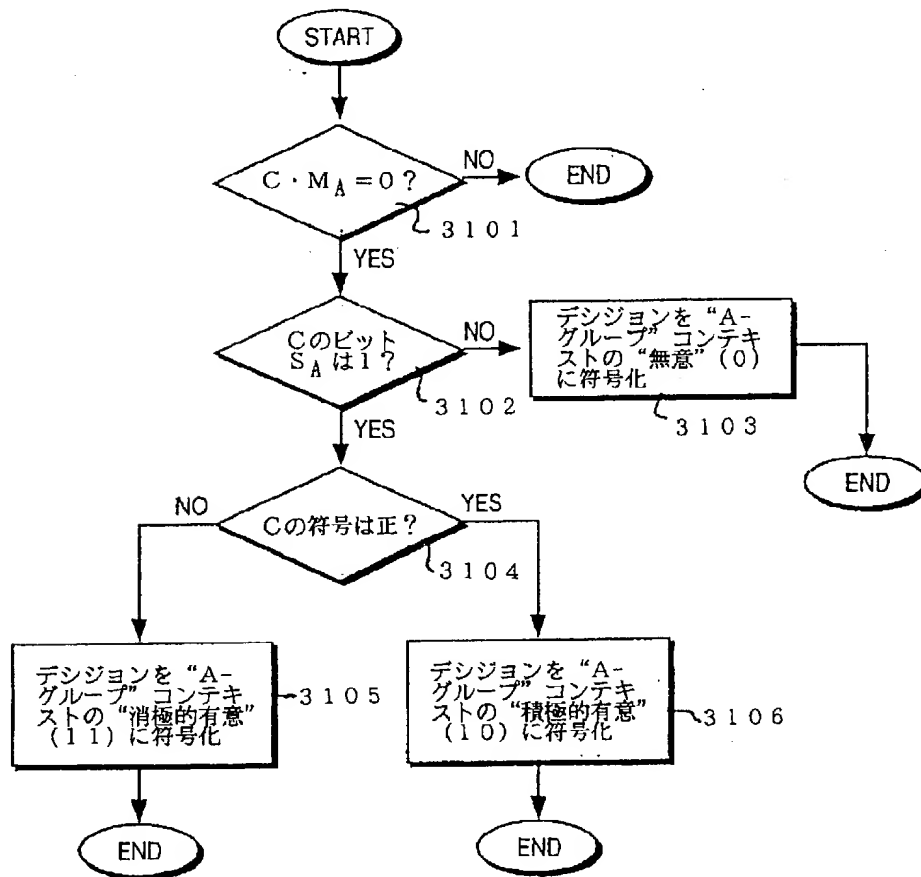 START
C・M_A=0?
NO
END
3101
YES
Cのビット
S_Aは1?
NO
デシジョンを“A-
グループ”コンテキ
ストの“無意”(0)
に符号化
3102
3103
YES
END
Cの符号は正?
NO
YES
3104
デシジョンを“A-
グループ”コンテキ
ストの“消極的有意”
(11)に符号化
3105
デシジョンを“A-
グループ”コンテキ
ストの“積極的有意”
(10)に符号化
3106
END
END